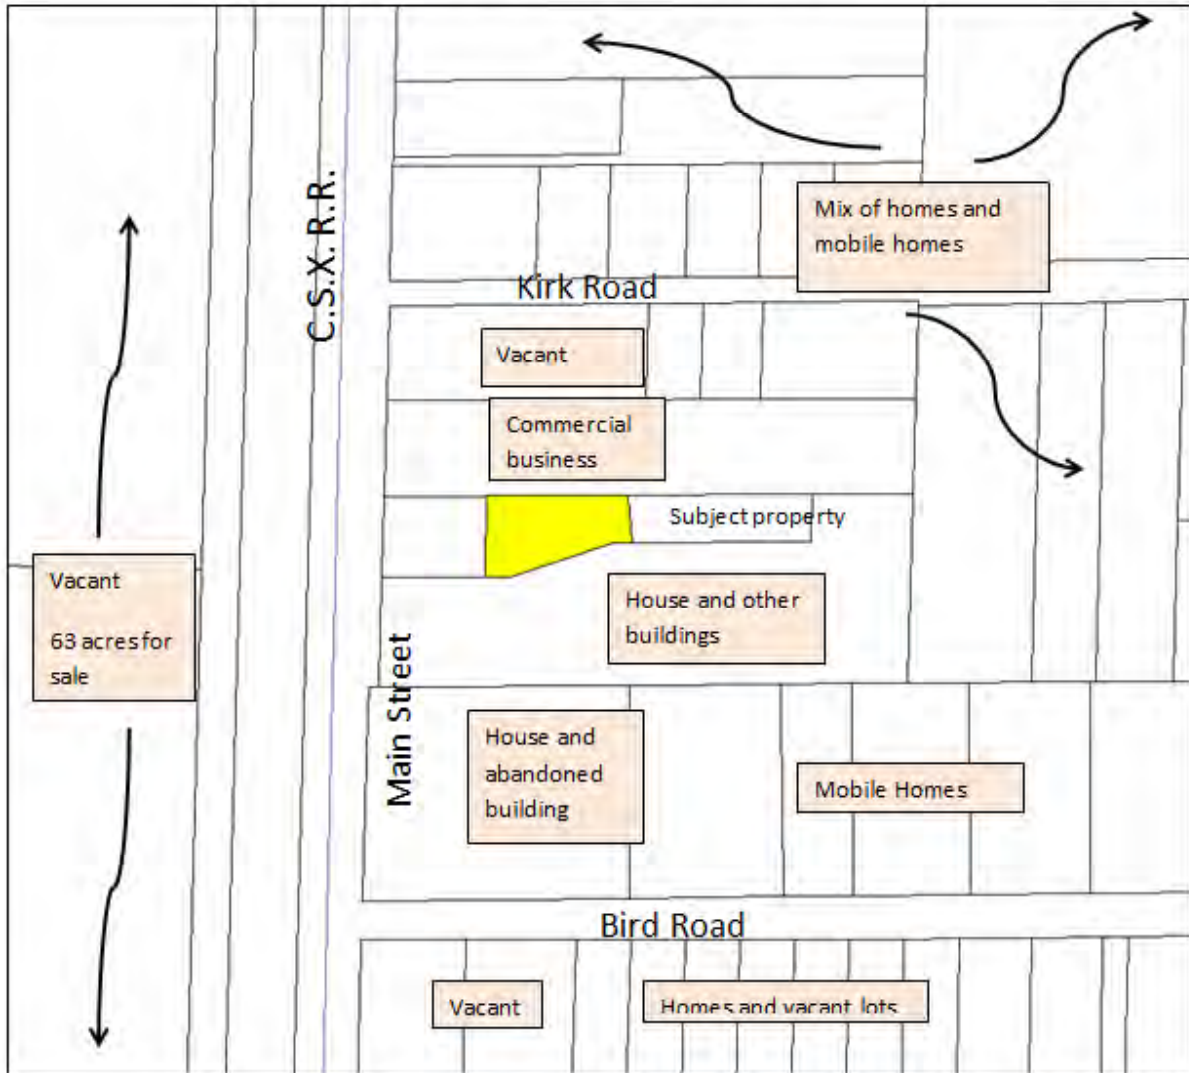 C.S.X. R.R.
Mix of homes and
mobile homes
Kirk Road
Vacant
Commercial
business
Subject property
Vacant
63 acres for
sale
House and other
buildings
Main Street
House and
abandoned
building
Mobile Homes
Bird Road
Vacant
Homes and vacant lots